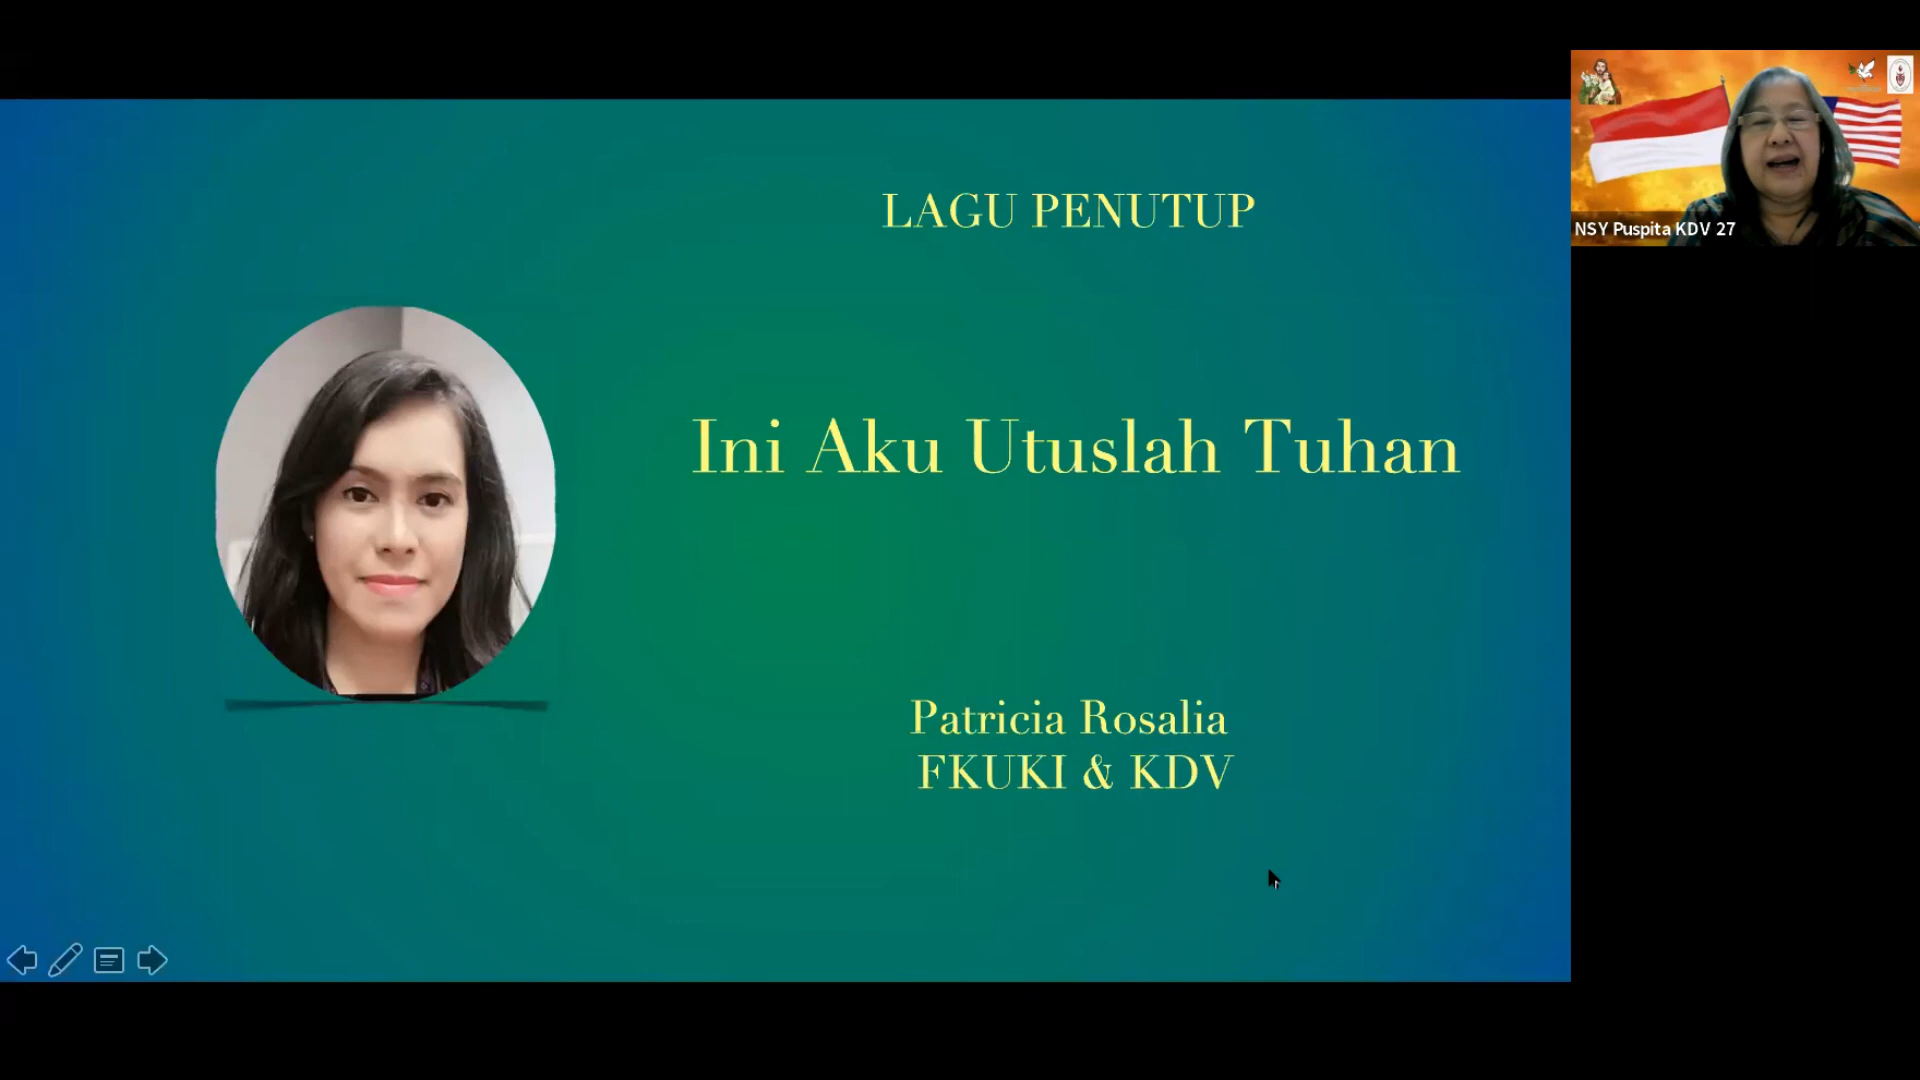 LAGU PENUTUP
Ini Aku Utuslah Tuhan
Patricia Rosalia
FKUKI & KDV
NSY Puspita KDV 27